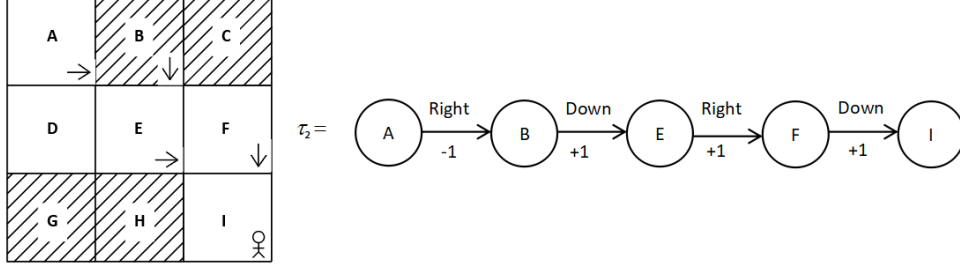 A B C
D E F
G H I
τ₂ =
Right Down Right Down
A B E F I
-1 +1 +1 +1